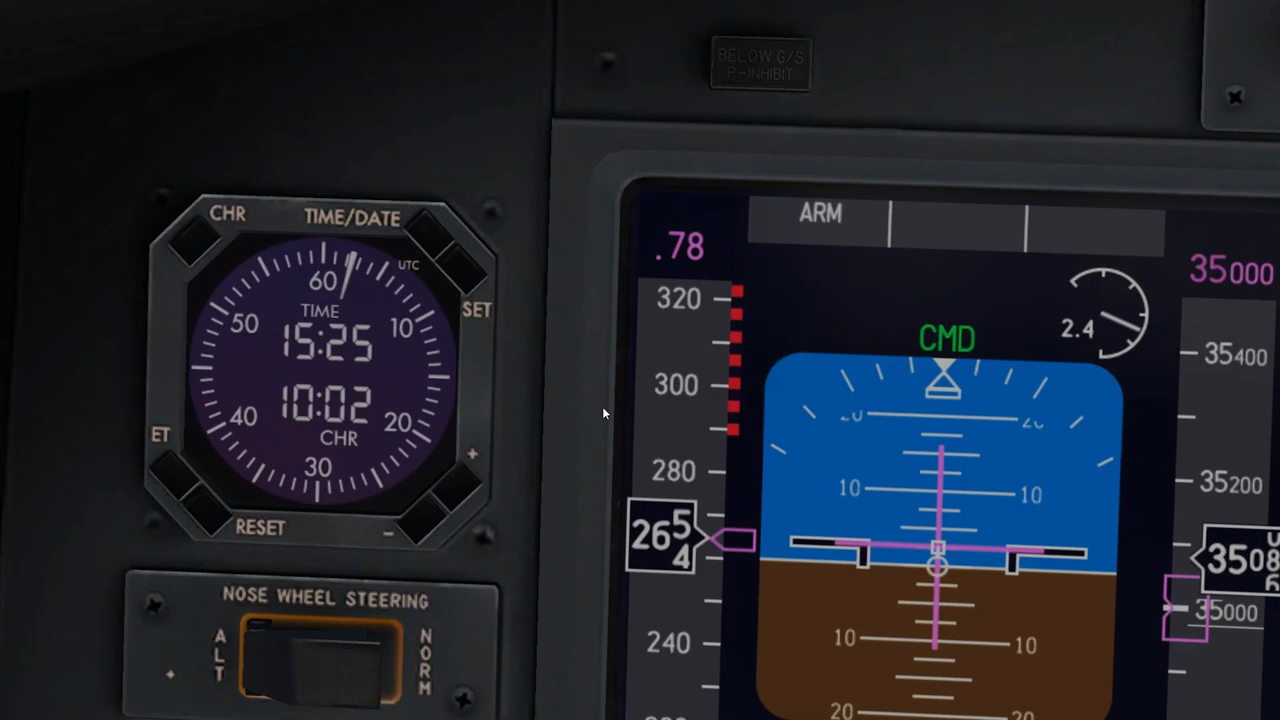 BELOW G/S
P-INHIBIT
CHR
TIME/DATE
UTC
SET
60
50
10
TIME
15:25
10:02
CHR
40
20
30
ET
+
RESET
-
NOSE WHEEL STEERING
ALT
NORM
+
ARM
.78
35000
320
300
280
265
4
240
CMD
2.4
20
20
10
10
10
10
20
20
35400
35200
3508
35000